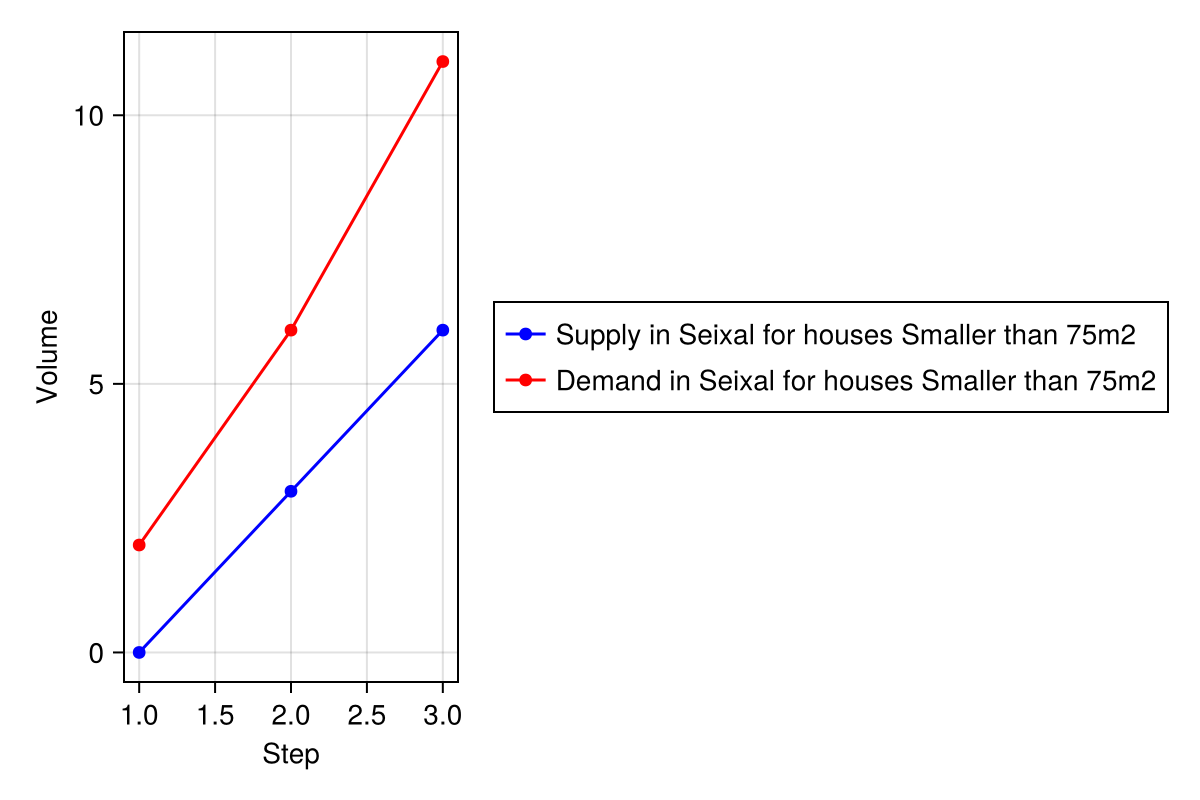 10
5
0
Volume
1.0 1.5 2.0 2.5 3.0
Step
Supply in Seixal for houses Smaller than 75m2
Demand in Seixal for houses Smaller than 75m2